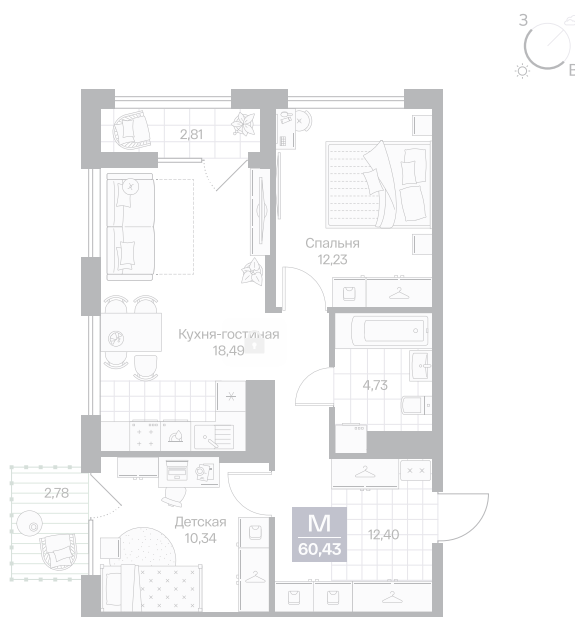 З
В
2,81
Спальня
12,23
Кухня-гостиная
18,49
4,73
2,78
Детская
10,34
М
60,43
12,40